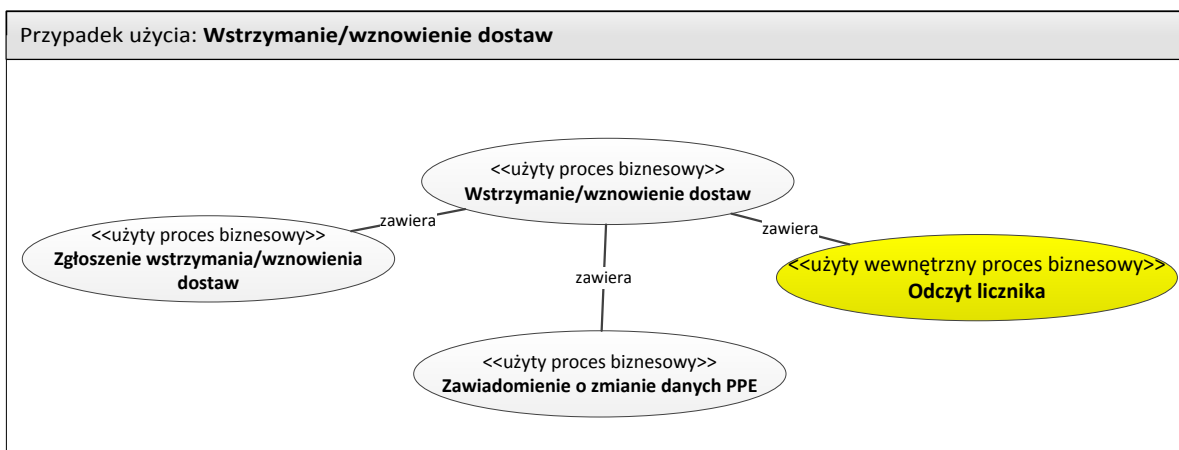 Przypadek użycia: Wstrzymanie/wznowienie dostaw
<<użyty proces biznesowy>>
Wstrzymanie/wznowienie dostaw
zawiera
zawiera
zawiera
<<użyty proces biznesowy>>
Zgłoszenie wstrzymania/wznowienia
dostaw
<<użyty wewnętrzny proces biznesowy>>
Odczyt licznika
<<użyty proces biznesowy>>
Zawiadomienie o zmianie danych PPE